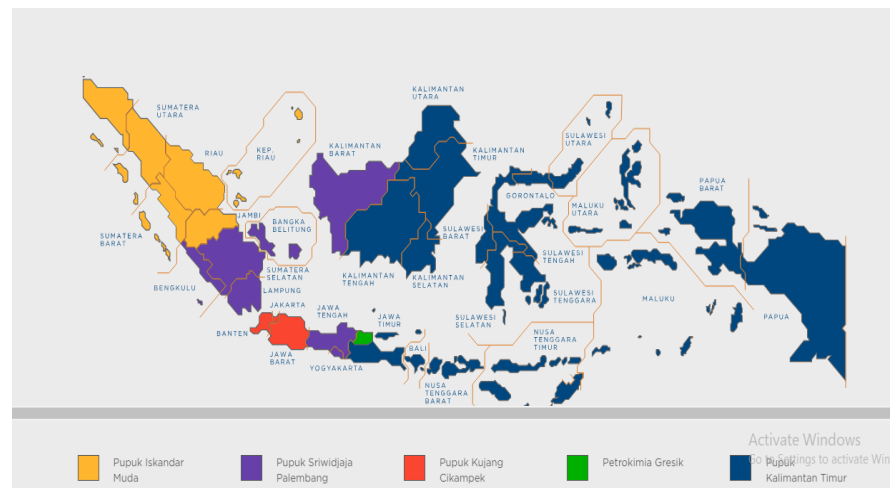 KALIMANTAN
UTARA
SUMATERA
UTARA
RIAU
KEP.
RIAU
KALIMANTAN
BARAT
KALIMANTAN
TIMUR
SULAWESI
UTARA
GORONTALO
PAPUA
BARAT
MALUKU
UTARA
JAMBI
BANGKA
BELITUNG
SUMATERA
BARAT
SULAWESI
BARAT
SULAWESI
TENGAH
BENGKULU
SUMATERA
SELATAN
KALIMANTAN
TENGAH
KALIMANTAN
SELATAN
LAMPUNG
SULAWESI
TENGGARA
MALUKU
PAPUA
JAKARTA
JAWA
TENGAH
JAWA
TIMUR
SULAWESI
SELATAN
BANTEN
NUSA
TENGGARA
TIMUR
BALI
JAWA
BARAT
YOGYAKARTA
NUSA
TENGGARA
BARAT
Activate Windows
Go to Settings to activate Win
Pupuk Iskandar
Muda
Pupuk Sriwidjaja
Palembang
Pupuk Kujang
Cikampek
Petrokimia Gresik
Pupuk
Kalimantan Timur